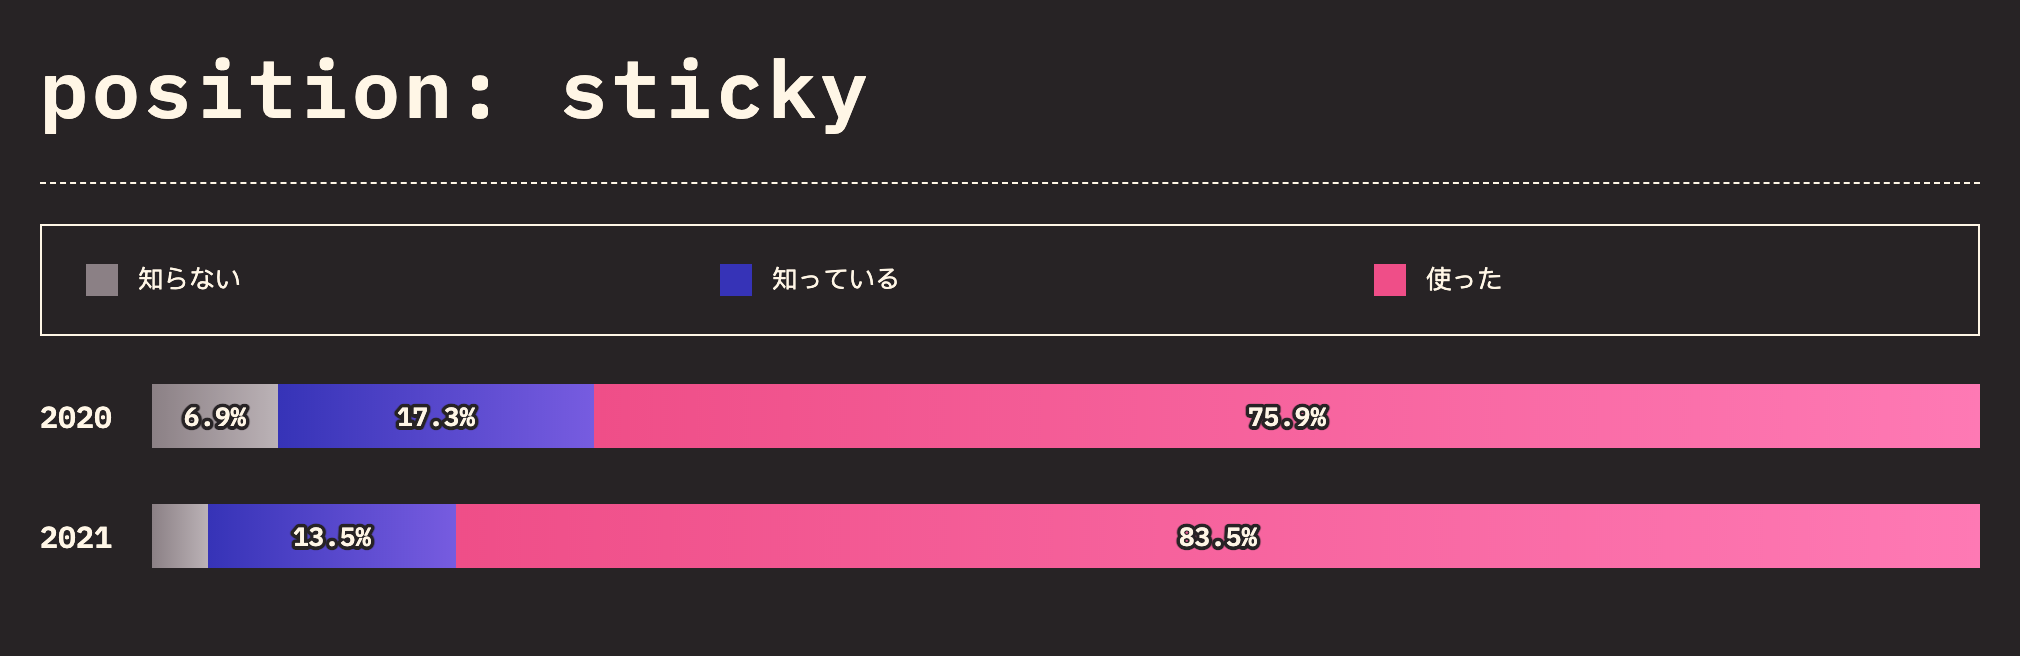 position: sticky
知らない 知っている 使った
2020 6.9% 17.3% 75.9%
2021 13.5% 83.5%